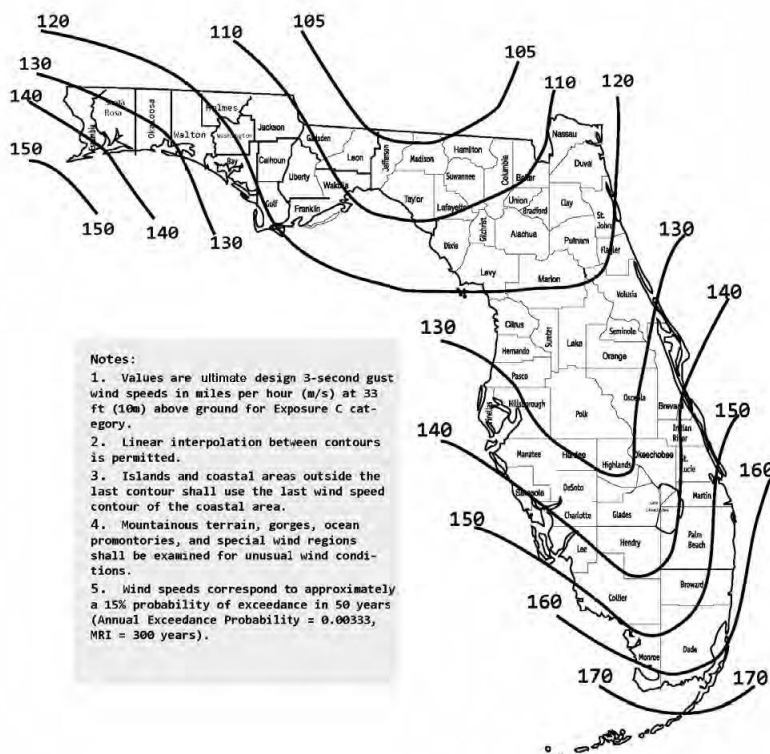 120
110
105
105
110
120
130
140
150
150
140
130
Santa
Rosa
Escambia
Okaloosa
Walton
Holmes
Washington
Jackson
Bay
Calhoun
Gulf
Liberty
Gadsden
Leon
Wakulla
Franklin
Jefferson
Madison
Hamilton
Suwannee
Taylor
Lafayette
Columbia
Baker
Nassau
Duval
Union
Bradford
Clay
St.
John
Dixie
Gilchrist
Alachua
Putnam
Flagler
Levy
Marion
Volusia
130
140
Citrus
Sumter
Lake
Seminole
Hernando
Orange
130
Pasco
Pinellas
Hillsborough
Polk
Osceola
Brevard
150
Indian
River
140
Manatee
Hardee
Highlands
Okeechobee
St.
Lucie
160
DeSoto
Martin
Charlotte
Glades
150
Lee
Hendry
Palm
Beach
Collier
Broward
160
Monroe
Dade
170
170
Notes:
1. Values are ultimate design 3-second gust
wind speeds in miles per hour (m/s) at 33
ft (10m) above ground for Exposure C cat-
egory.
2. Linear interpolation between contours
is permitted.
3. Islands and coastal areas outside the
last contour shall use the last wind speed
contour of the coastal area.
4. Mountainous terrain, gorges, ocean
promontories, and special wind regions
shall be examined for unusual wind condi-
tions.
5. Wind speeds correspond to approximately
a 15% probability of exceedance in 50 years
(Annual Exceedance Probability = 0.00333,
MRI = 300 years).